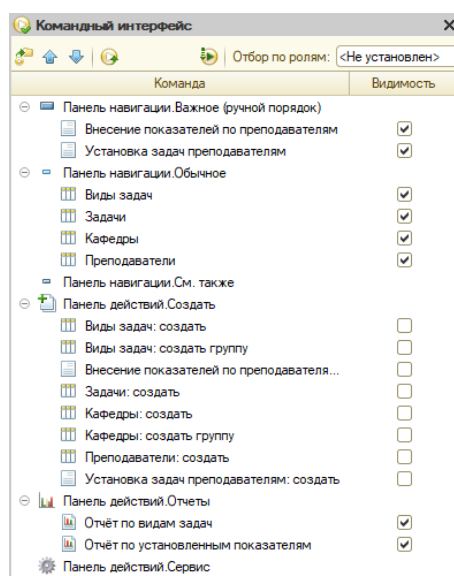 Командный интерфейс
Отбор по ролям: <Не установлен>
Команда Видимость
Панель навигации.Важное (ручной порядок)
Внесение показателей по преподавателям
Установка задач преподавателям
Панель навигации.Обычное
Виды задач
Задачи
Кафедры
Преподаватели
Панель навигации.См. также
Панель действий.Создать
Виды задач: создать
Виды задач: создать группу
Внесение показателей по преподавателя...
Задачи: создать
Кафедры: создать
Кафедры: создать группу
Преподаватели: создать
Установка задач преподавателям: создать
Панель действий.Отчеты
Отчёт по видам задач
Отчёт по установленным показателям
Панель действий.Сервис